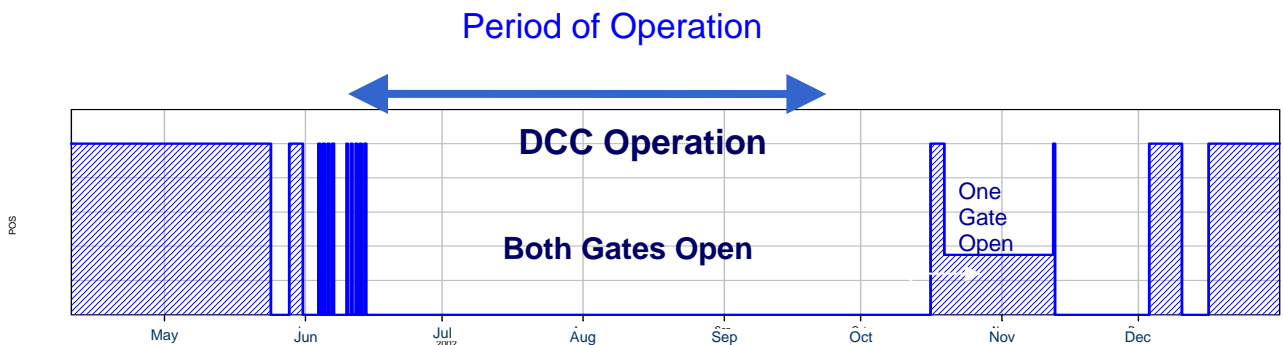 Period of Operation
DCC Operation
One
Gate
Open
Both Gates Open
POS
May Jun Jul Aug Sep Oct Nov Dec
2002